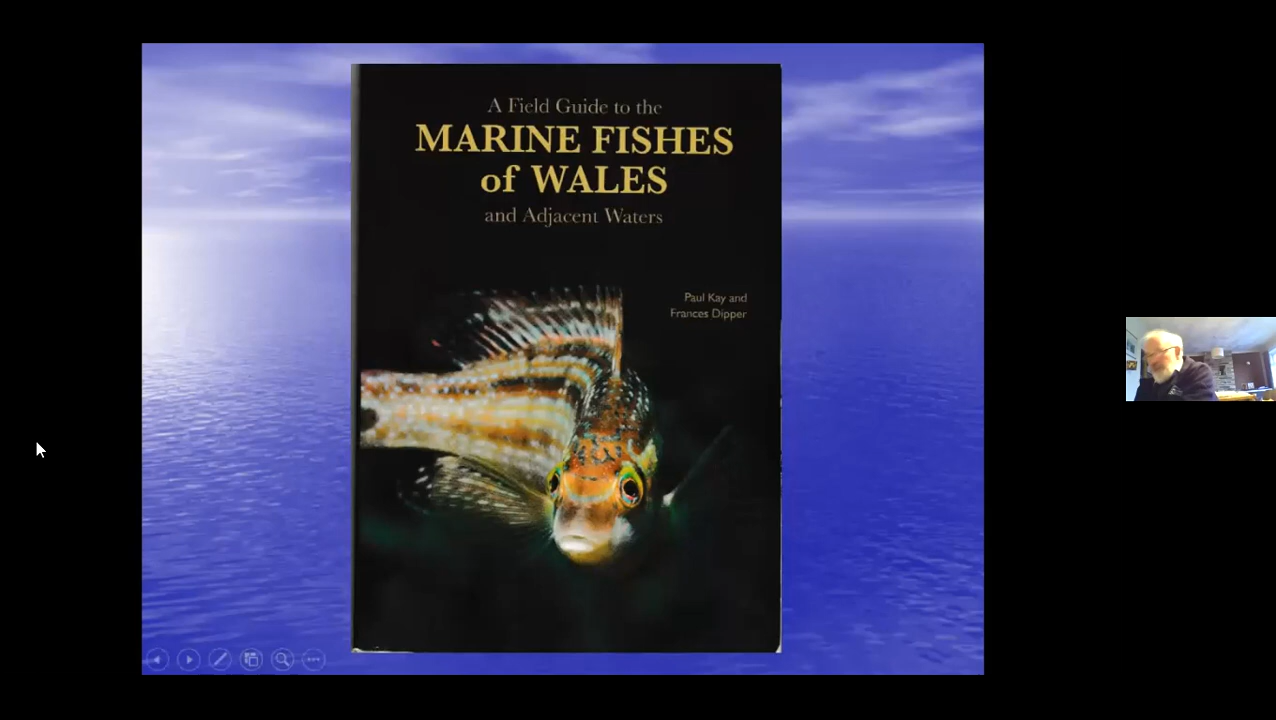 A Field Guide to the
MARINE FISHES
of WALES
and Adjacent Waters
Paul Kay and
Frances Dipper